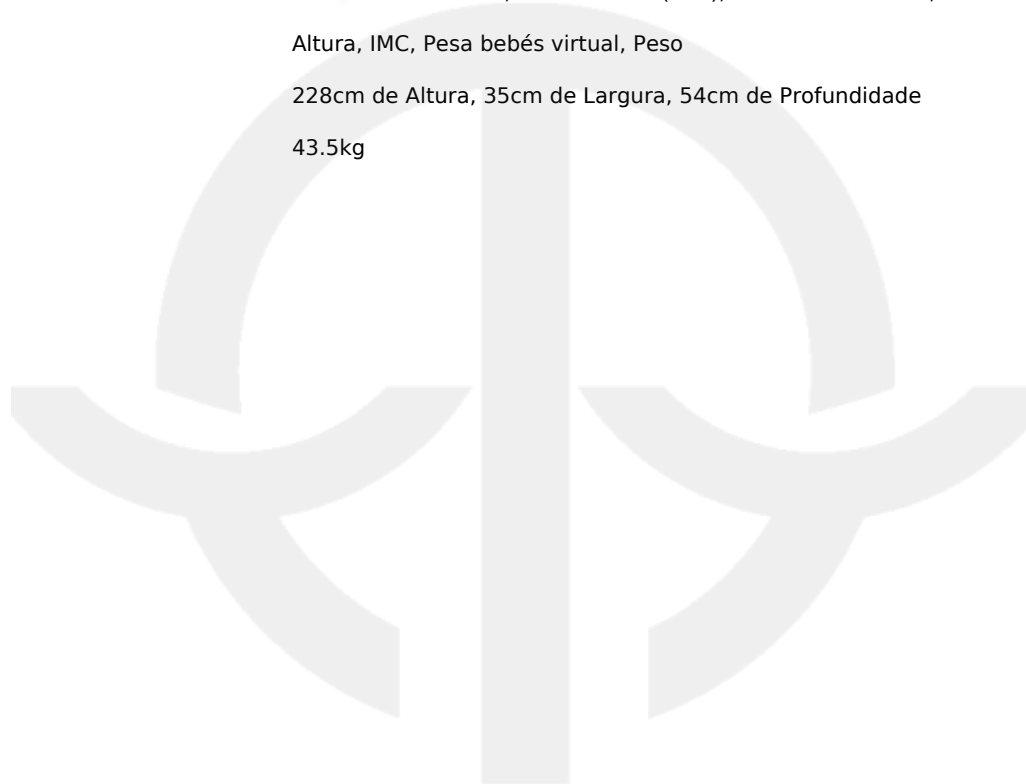 Altura, IMC, Pesa bebés virtual, Peso
228cm de Altura, 35cm de Largura, 54cm de Profundidade
43.5kg